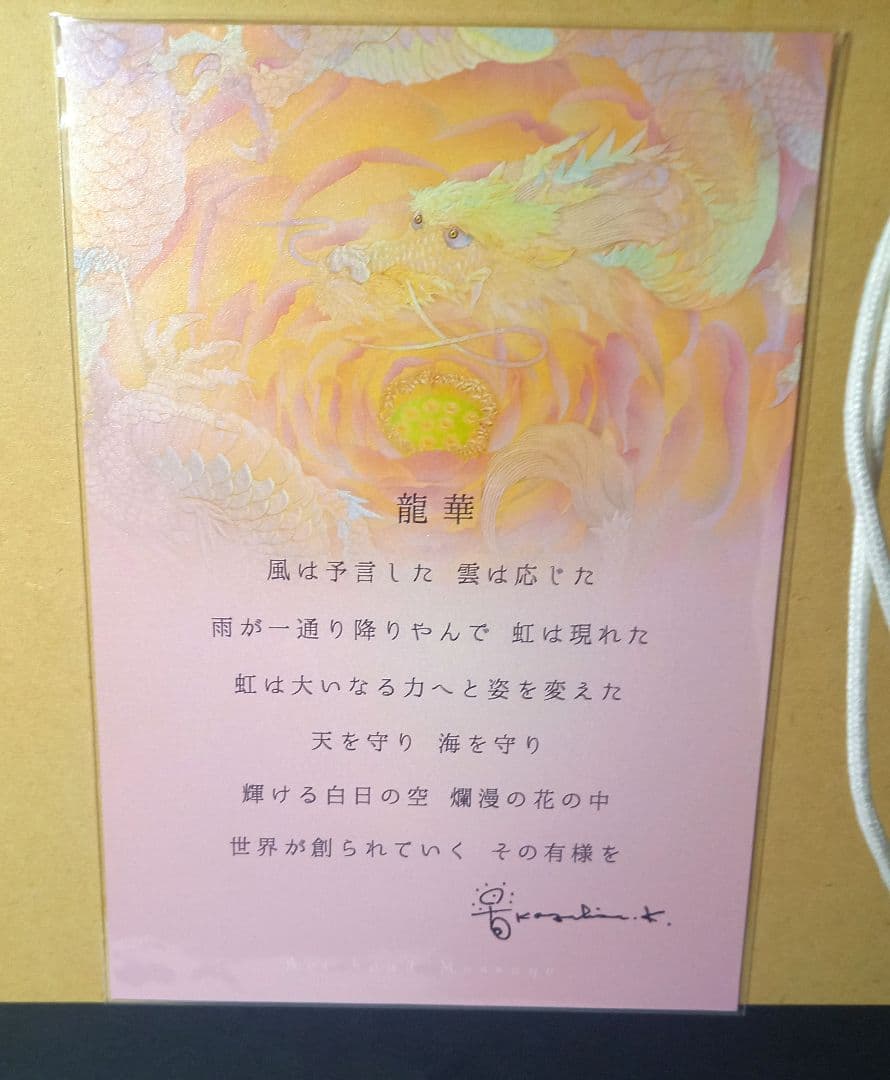 龍華
風は予言した 雲は応じた
雨が一通り降りやんで 虹は現れた
虹は大いなる力へと姿を変えた
天を守り 海を守り
輝ける白日の空 爛漫の花の中
世界が創られていく その有様を
Message